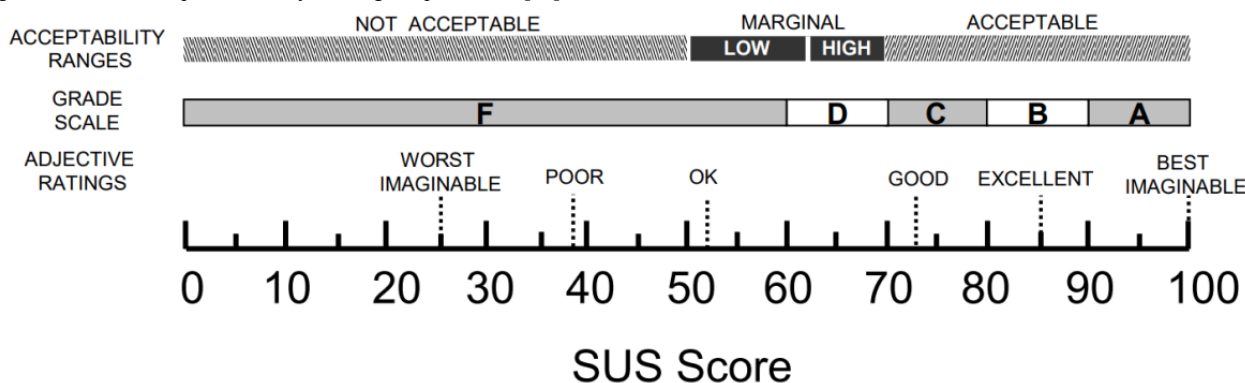 NOT ACCEPTABLE MARGINAL ACCEPTABLE
ACCEPTABILITY
RANGES
LOW HIGH
GRADE
SCALE
F D C B A
ADJECTIVE
RATINGS
WORST
IMAGINABLE
POOR
OK
GOOD
EXCELLENT
BEST
IMAGINABLE
0 10 20 30 40 50 60 70 80 90 100
SUS Score